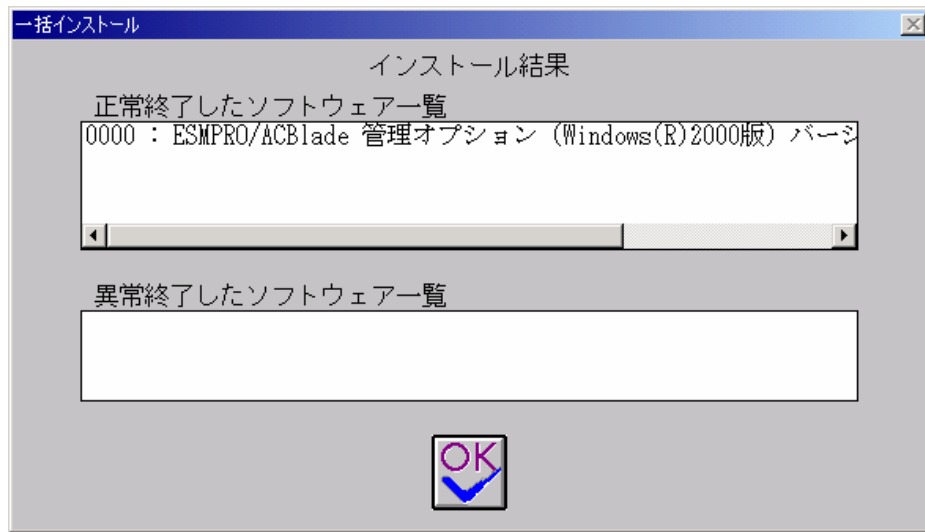 一括インストール
インストール結果
正常終了したソフトウェア一覧
0000 : ESMPRO/ACBlade 管理オプション (Windows(R)2000版) バージ
異常終了したソフトウェア一覧
OK